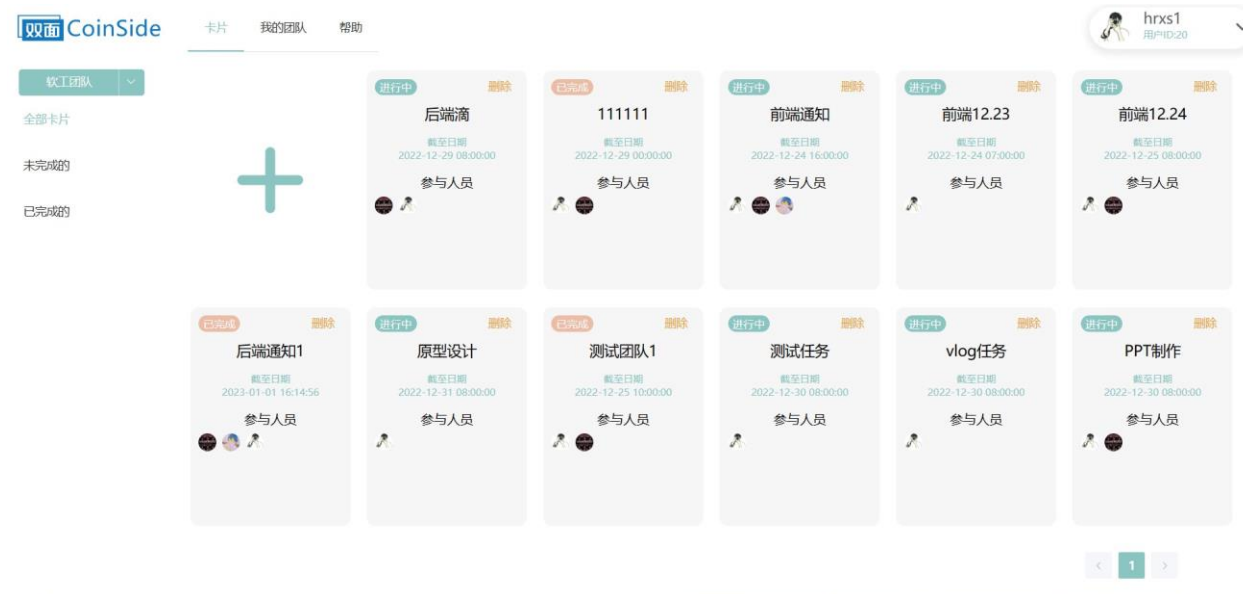 双面 CoinSide
卡片 我的团队 帮助
hrxs1
用户ID:20
软工团队
全部卡片
未完成的
已完成的
进行中 删除
后端滴
截至日期
2022-12-29 08:00:00
参与人员
已完成 删除
111111
截至日期
2022-12-29 00:00:00
参与人员
进行中 删除
前端通知
截至日期
2022-12-24 16:00:00
参与人员
进行中 删除
前端12.23
截至日期
2022-12-24 07:00:00
参与人员
进行中 删除
前端12.24
截至日期
2022-12-25 08:00:00
参与人员
已完成 删除
后端通知1
截至日期
2023-01-01 16:14:56
参与人员
进行中 删除
原型设计
截至日期
2022-12-31 08:00:00
参与人员
已完成 删除
测试团队1
截至日期
2022-12-25 10:00:00
参与人员
进行中 删除
测试任务
截至日期
2022-12-30 08:00:00
参与人员
进行中 删除
vlog任务
截至日期
2022-12-30 08:00:00
参与人员
进行中 删除
PPT制作
截至日期
2022-12-30 08:00:00
参与人员
1